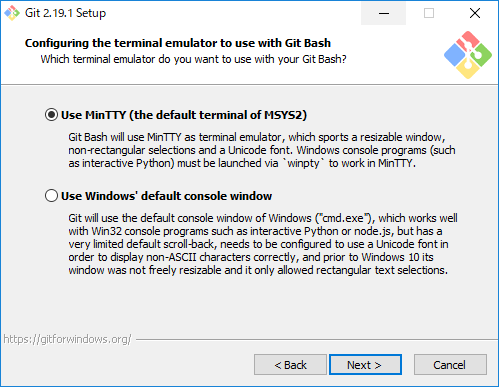 Git 2.19.1 Setup
Configuring the terminal emulator to use with Git Bash
Which terminal emulator do you want to use with your Git Bash?
Use MinTTY (the default terminal of MSYS2)
Git Bash will use MinTTY as terminal emulator, which sports a resizable window,
non-rectangular selections and a Unicode font. Windows console programs (such
as interactive Python) must be launched via `winpty` to work in MinTTY.
Use Windows' default console window
Git will use the default console window of Windows ("cmd.exe"), which works well
with Win32 console programs such as interactive Python or node.js, but has a
very limited default scroll-back, needs to be configured to use a Unicode font in
order to display non-ASCII characters correctly, and prior to Windows 10 its
window was not freely resizable and it only allowed rectangular text selections.
https://gitforwindows.org/
< Back
Next >
Cancel